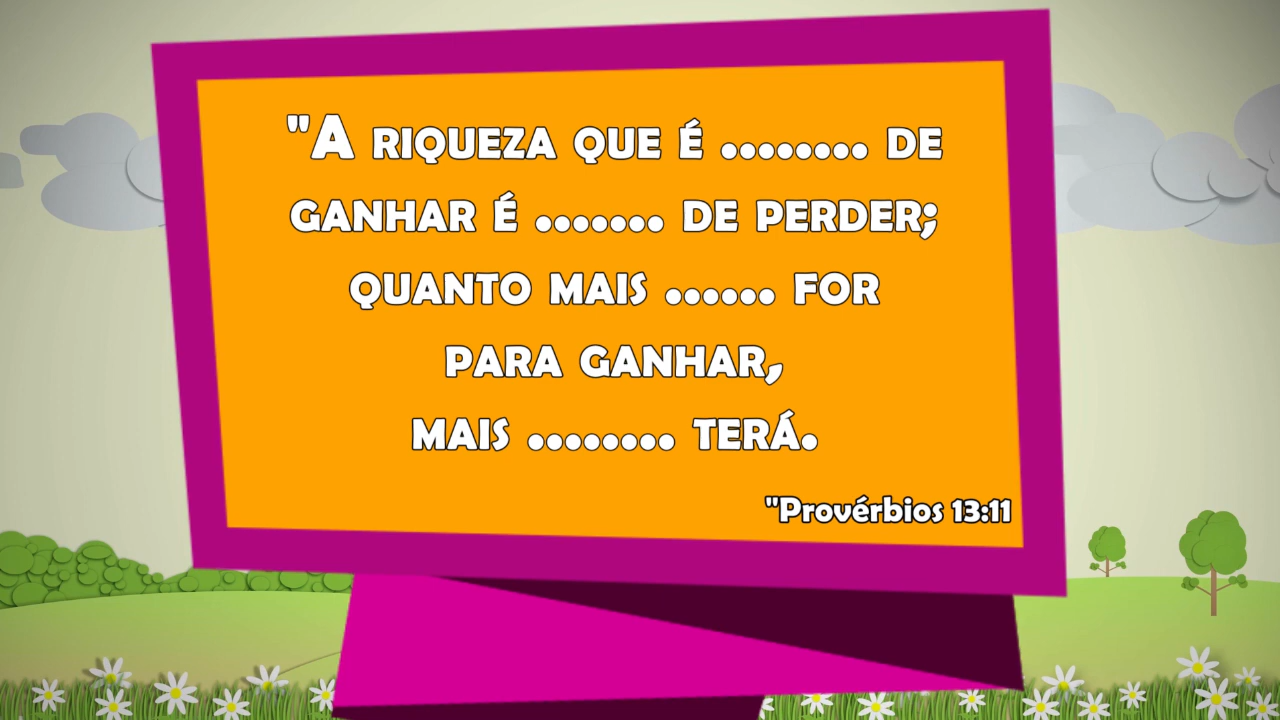 "A RIQUEZA QUE É ........ DE
GANHAR É ....... DE PERDER;
QUANTO MAIS ...... FOR
PARA GANHAR,
MAIS ........ TERÁ.
"Provérbios 13:11